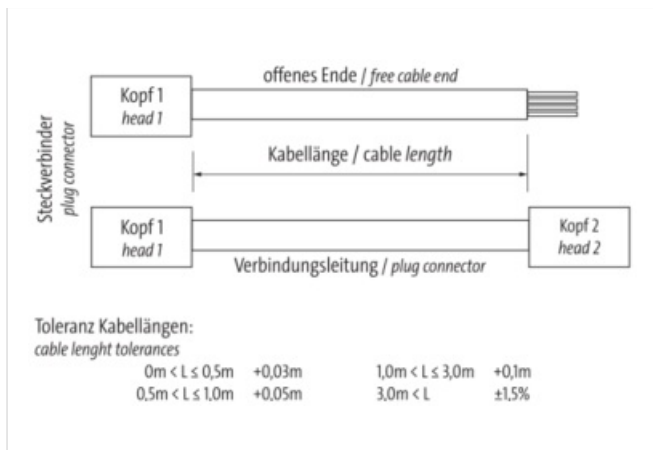 offenes Ende / free cable end
Kopf 1
head 1
Steckverbinder
plug connector
Kabellänge / cable length
Kopf 1
head 1
Kopf 2
head 2
Verbindungsleitung / plug connector
Toleranz Kabellängen:
cable lenght tolerances
0m < L ≤ 0,5m +0,03m 1,0m < L ≤ 3,0m +0,1m
0,5m < L ≤ 1,0m +0,05m 3,0m < L ±1,5%